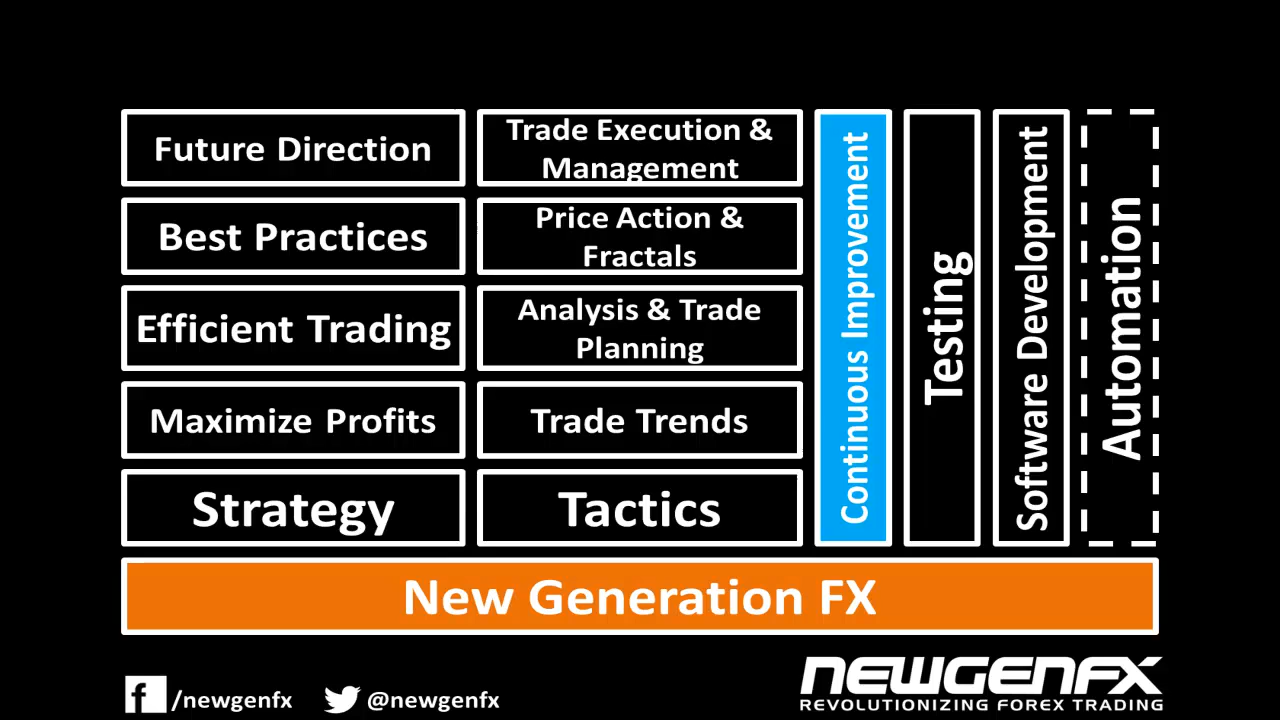 Future Direction
Trade Execution &
Management
Best Practices
Price Action &
Fractals
Efficient Trading
Analysis & Trade
Planning
Maximize Profits
Trade Trends
Strategy
Tactics
Continuous Improvement
Testing
Software Development
Automation
New Generation FX
f /newgenfx
@newgenfx
NEWGENFX
REVOLUTIONIZING FOREX TRADING